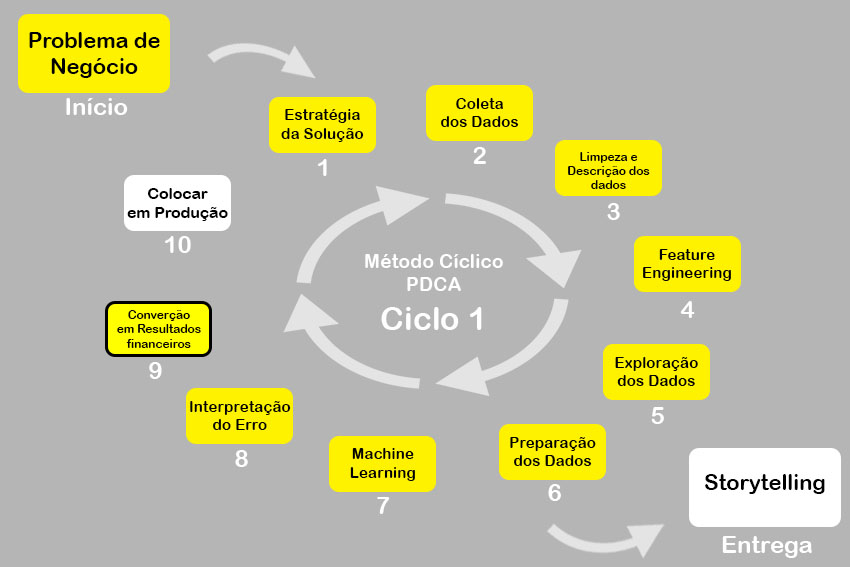 Problema de
Negócio
Início
Estratégia
da Solução
1
Coleta
dos Dados
2
Limpeza e
Descrição dos
dados
3
Feature
Engineering
4
Exploração
dos Dados
5
Preparação
dos Dados
6
Machine
Learning
7
Interpretação
do Erro
8
Converção
em Resultados
financeiros
9
Colocar
em Produção
10
Método Cíclico
PDCA
Ciclo 1
Storytelling
Entrega